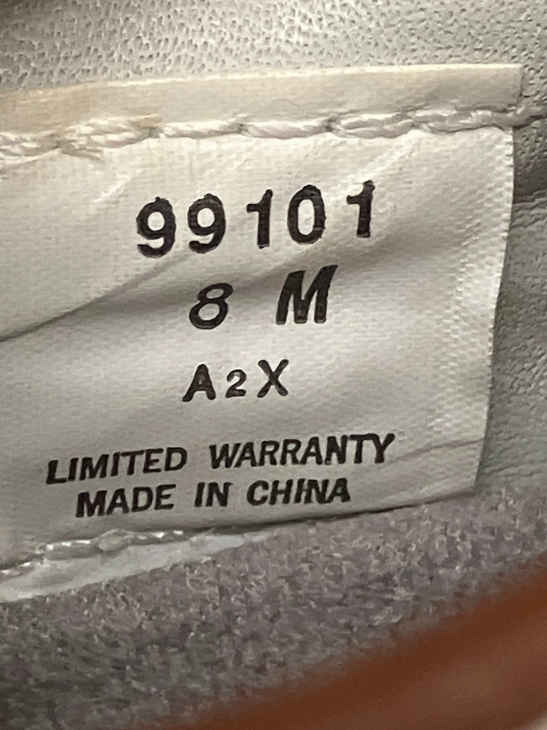 99101
8 M
A2X
LIMITED WARRANTY
MADE IN CHINA